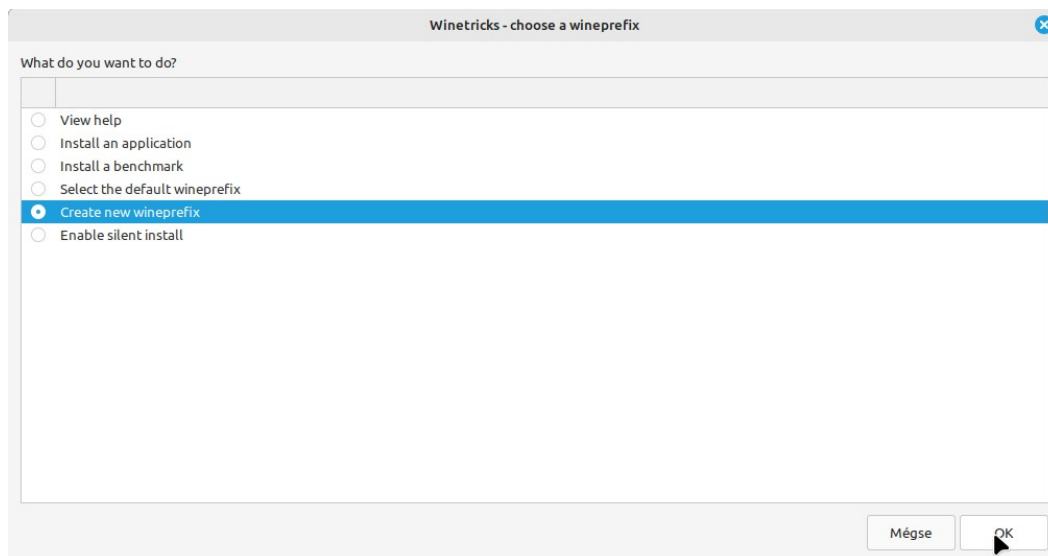 Winetricks - choose a wineprefix
What do you want to do?
View help
Install an application
Install a benchmark
Select the default wineprefix
Create new wineprefix
Enable silent install
Mégse OK